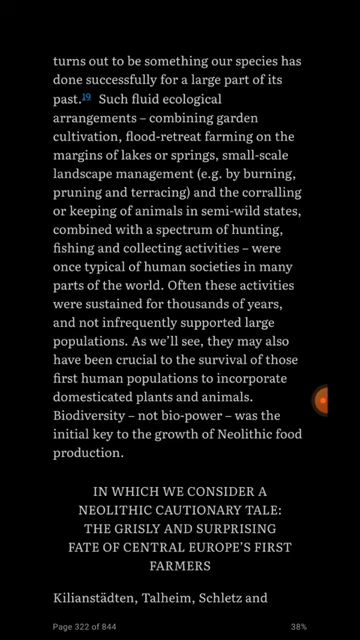 turns out to be something our species has
done successfully for a large part of its
past.19 Such fluid ecological
arrangements – combining garden
cultivation, flood-retreat farming on the
margins of lakes or springs, small-scale
landscape management (e.g. by burning,
pruning and terracing) and the corralling
or keeping of animals in semi-wild states,
combined with a spectrum of hunting,
fishing and collecting activities – were
once typical of human societies in many
parts of the world. Often these activities
were sustained for thousands of years,
and not infrequently supported large
populations. As we’ll see, they may also
have been crucial to the survival of those
first human populations to incorporate
domesticated plants and animals.
Biodiversity – not bio-power – was the
initial key to the growth of Neolithic food
production.
IN WHICH WE CONSIDER A
NEOLITHIC CAUTIONARY TALE:
THE GRISLY AND SURPRISING
FATE OF CENTRAL EUROPE’S FIRST
FARMERS
Kilianstädten, Talheim, Schletz and
Page 322 of 844 38%